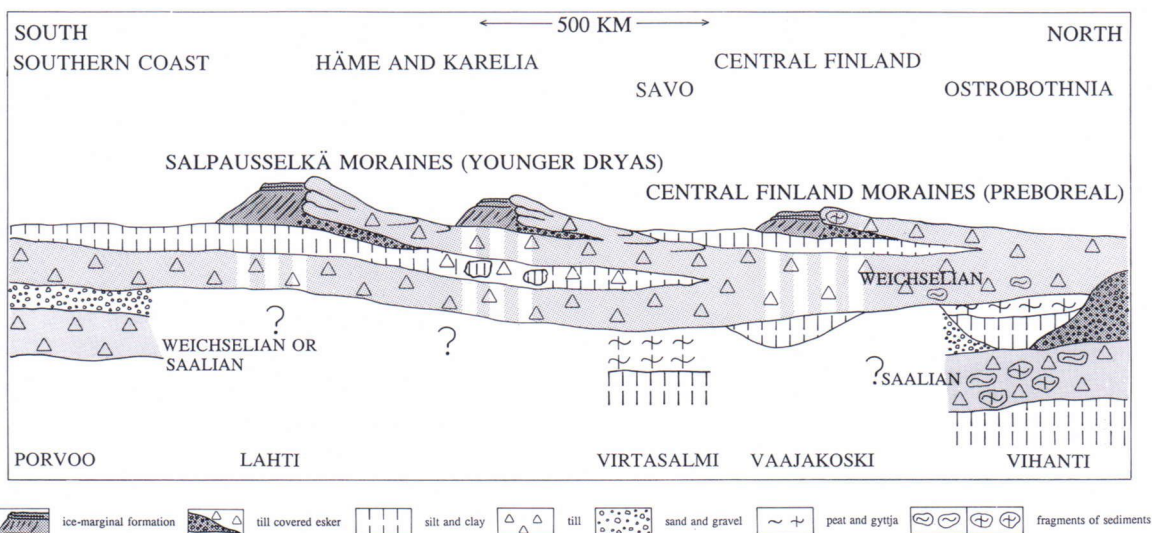 SOUTH
500 KM
NORTH
SOUTHERN COAST
HÄME AND KARELIA
CENTRAL FINLAND
SAVO
OSTROBOTHNIA
SALPAUSSELKÄ MORAINES (YOUNGER DRYAS)
CENTRAL FINLAND MORAINES (PREBOREAL)
WEICHSELIAN
?
?
WEICHSELIAN OR
SAALIAN
? SAALIAN
PORVOO
LAHTI
VIRTASALMI
VAAJAKOSKI
VIHANTI
ice-marginal formation
till covered esker
silt and clay
till
sand and gravel
peat and gyttja
fragments of sediments